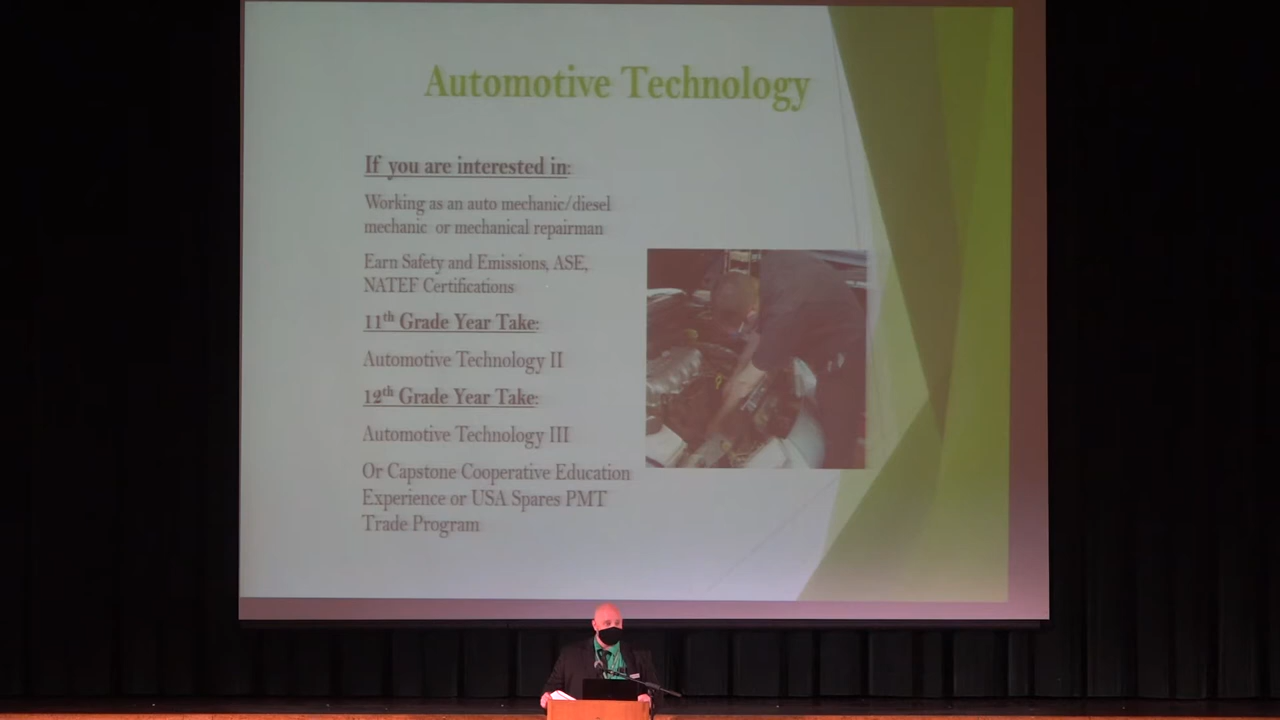 Automotive Technology
If you are interested in:
Working as an auto mechanic/diesel
mechanic or mechanical repairman
Earn Safety and Emissions, ASE,
NATEF Certifications
11th Grade Year Take:
Automotive Technology II
12th Grade Year Take:
Automotive Technology III
Or Capstone Cooperative Education
Experience or USA Spares PMT
Trade Program